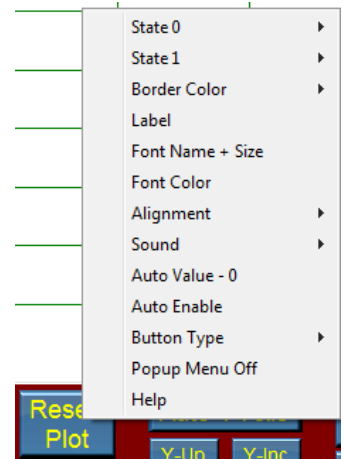 State 0
State 1
Border Color
Label
Font Name + Size
Font Color
Alignment
Sound
Auto Value - 0
Auto Enable
Button Type
Popup Menu Off
Help
Plot
Y-Up
Y-Inc